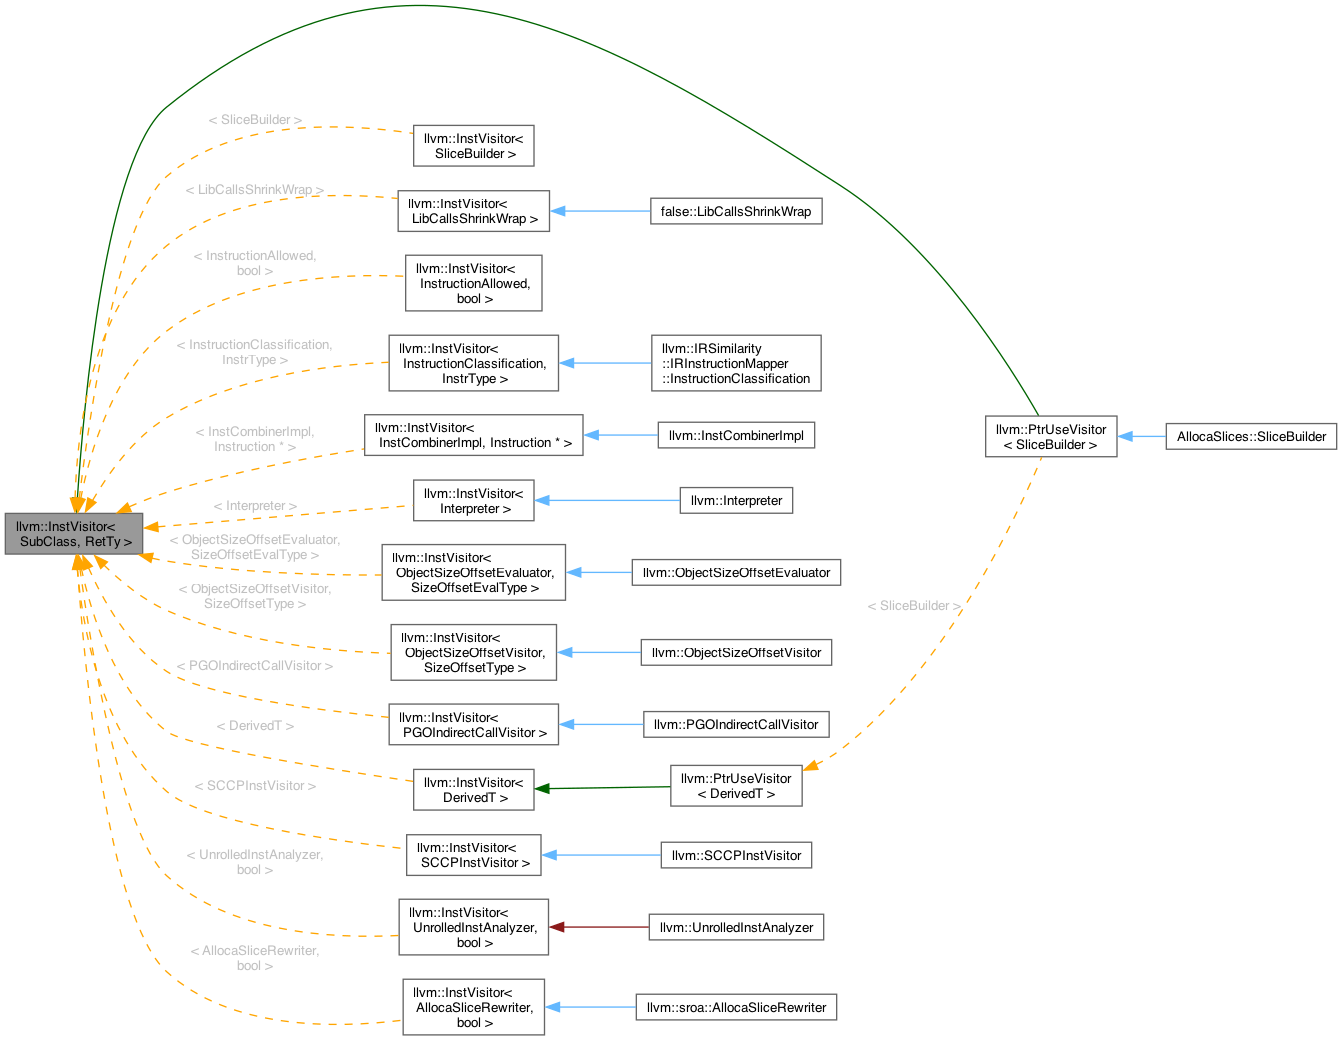 < SliceBuilder >
llvm::InstVisitor<
SliceBuilder >
< LibCallsShrinkWrap >
llvm::InstVisitor<
LibCallsShrinkWrap >
false::LibCallsShrinkWrap
< InstructionAllowed,
bool >
llvm::InstVisitor<
InstructionAllowed,
bool >
< InstructionClassification,
InstrType >
llvm::InstVisitor<
InstructionClassification,
InstrType >
llvm::IRSimilarity
::IRInstructionMapper
::InstructionClassification
< InstCombinerImpl,
Instruction * >
llvm::InstVisitor<
InstCombinerImpl, Instruction * >
llvm::InstCombinerImpl
llvm::PtrUseVisitor
< SliceBuilder >
AllocaSlices::SliceBuilder
< Interpreter >
llvm::InstVisitor<
Interpreter >
llvm::Interpreter
llvm::InstVisitor<
SubClass, RetTy >
< ObjectSizeOffsetEvaluator,
SizeOffsetEvalType >
llvm::InstVisitor<
ObjectSizeOffsetEvaluator,
SizeOffsetEvalType >
llvm::ObjectSizeOffsetEvaluator
< ObjectSizeOffsetVisitor,
SizeOffsetType >
< SliceBuilder >
llvm::InstVisitor<
ObjectSizeOffsetVisitor,
SizeOffsetType >
llvm::ObjectSizeOffsetVisitor
< PGOIndirectCallVisitor >
llvm::InstVisitor<
PGOIndirectCallVisitor >
llvm::PGOIndirectCallVisitor
< DerivedT >
llvm::InstVisitor<
DerivedT >
llvm::PtrUseVisitor
< DerivedT >
< SCCPInstVisitor >
llvm::InstVisitor<
SCCPInstVisitor >
llvm::SCCPInstVisitor
< UnrolledInstAnalyzer,
bool >
llvm::InstVisitor<
UnrolledInstAnalyzer,
bool >
llvm::UnrolledInstAnalyzer
< AllocaSliceRewriter,
bool >
llvm::InstVisitor<
AllocaSliceRewriter,
bool >
llvm::sroa::AllocaSliceRewriter